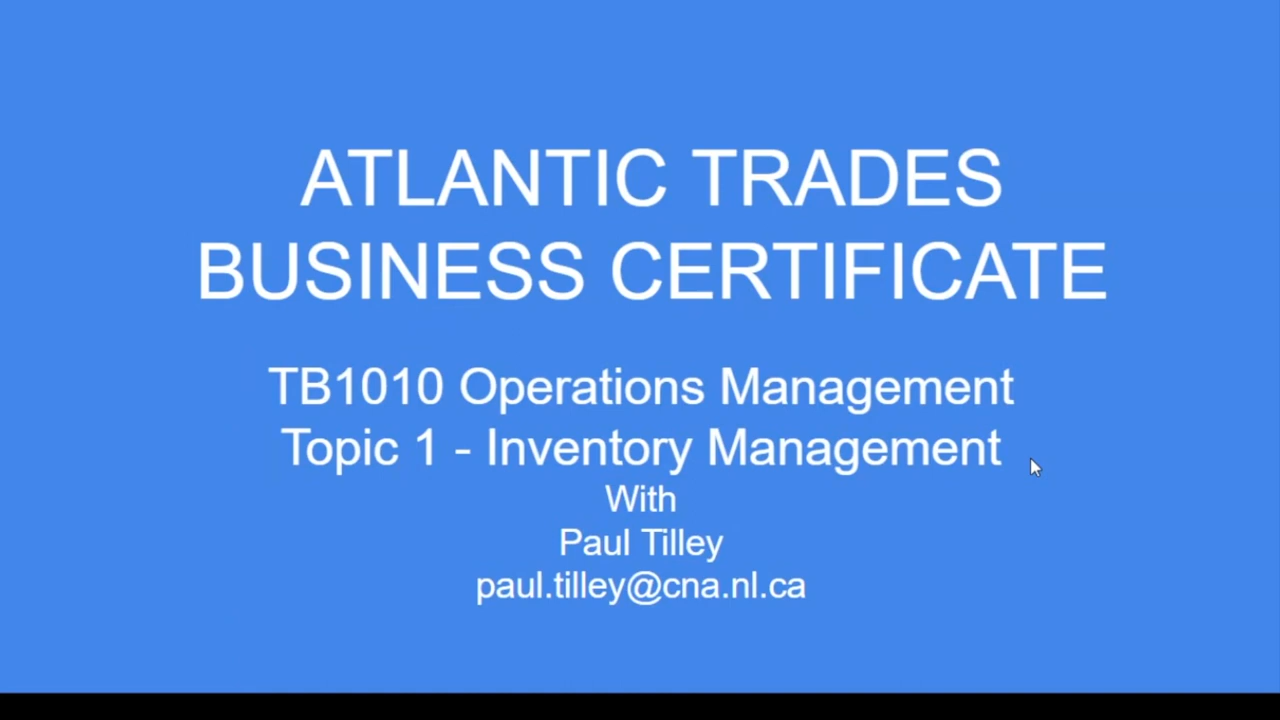 ATLANTIC TRADES
BUSINESS CERTIFICATE
TB1010 Operations Management
Topic 1 - Inventory Management
With
Paul Tilley
paul.tilley@cna.nl.ca